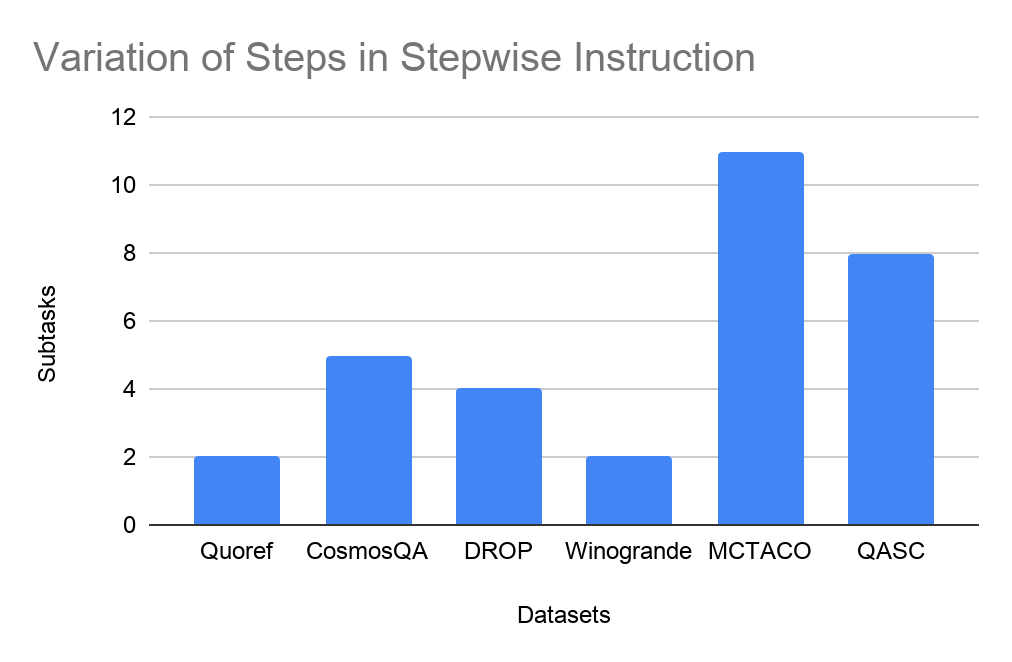 Variation of Steps in Stepwise Instruction
12
10
8
6
4
2
0
Subtasks
Quoref CosmosQA DROP Winogrande MCTACO QASC
Datasets